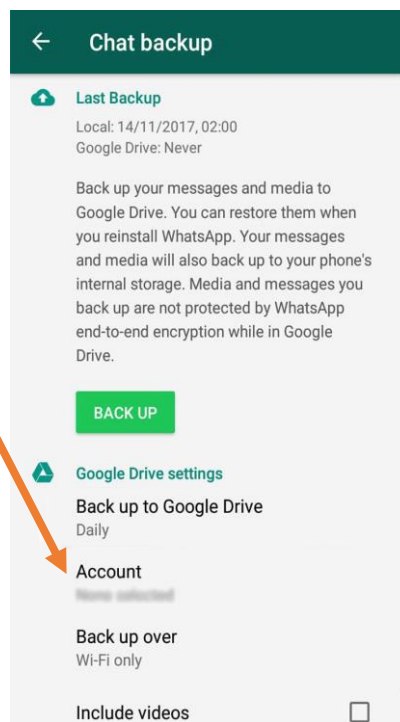 Chat backup
Last Backup
Local: 14/11/2017, 02:00
Google Drive: Never
Back up your messages and media to
Google Drive. You can restore them when
you reinstall WhatsApp. Your messages
and media will also back up to your phone's
internal storage. Media and messages you
back up are not protected by WhatsApp
end-to-end encryption while in Google
Drive.
BACK UP
Google Drive settings
Back up to Google Drive
Daily
Account
None selected
Back up over
Wi-Fi only
Include videos